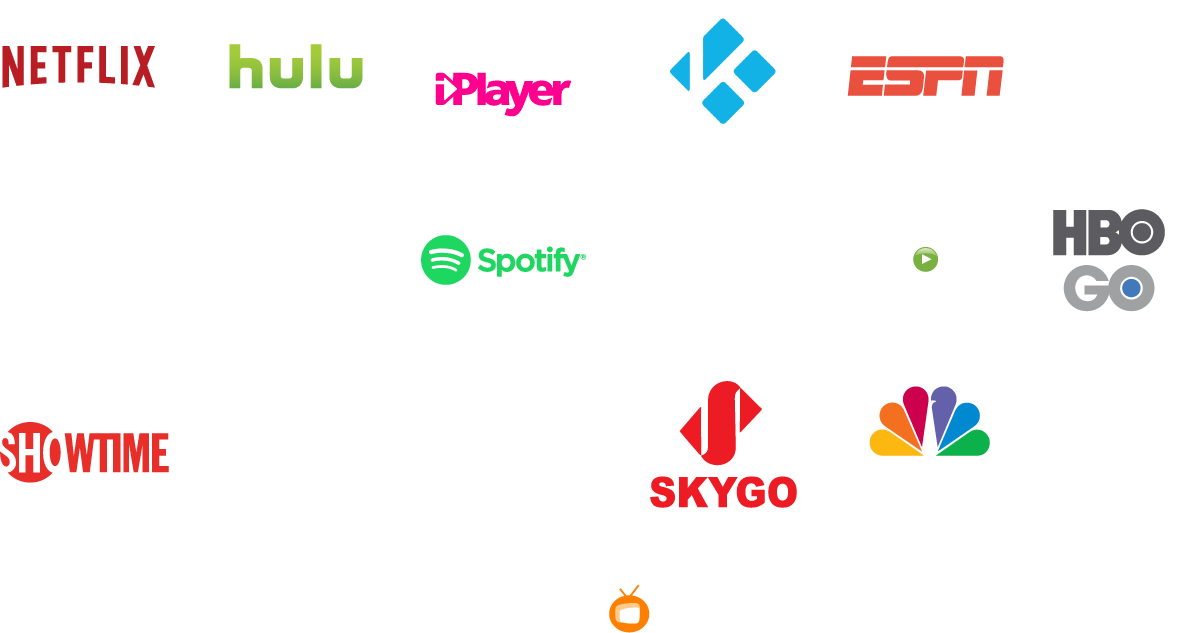 NETFLIX
hulu
iPlayer
ESPN
Spotify®
HBO
GO
SHOWTIME
SKYGO